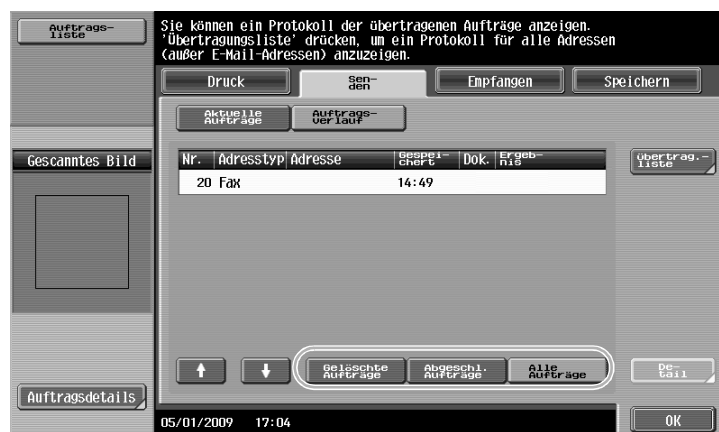 Auftrags-
liste
Sie können ein Protokoll der übertragenen Aufträge anzeigen.
'Übertragungsliste' drücken, um ein Protokoll für alle Adressen
(außer E-Mail-Adressen) anzuzeigen.
Druck
Sen-
den
Empfangen
Speichern
Aktuelle
Aufträge
Auftrags-
verlauf
Gescanntes Bild
Nr. Adresstyp Adresse Gespei-
chert Dok. Ergeb-
nis
Übertrag.-
liste
20 Fax 14:49
Gelöschte
Aufträge
Abgeschl.
Aufträge
Alle
Aufträge
De-
tail
Auftragsdetails
05/01/2009 17:04
OK